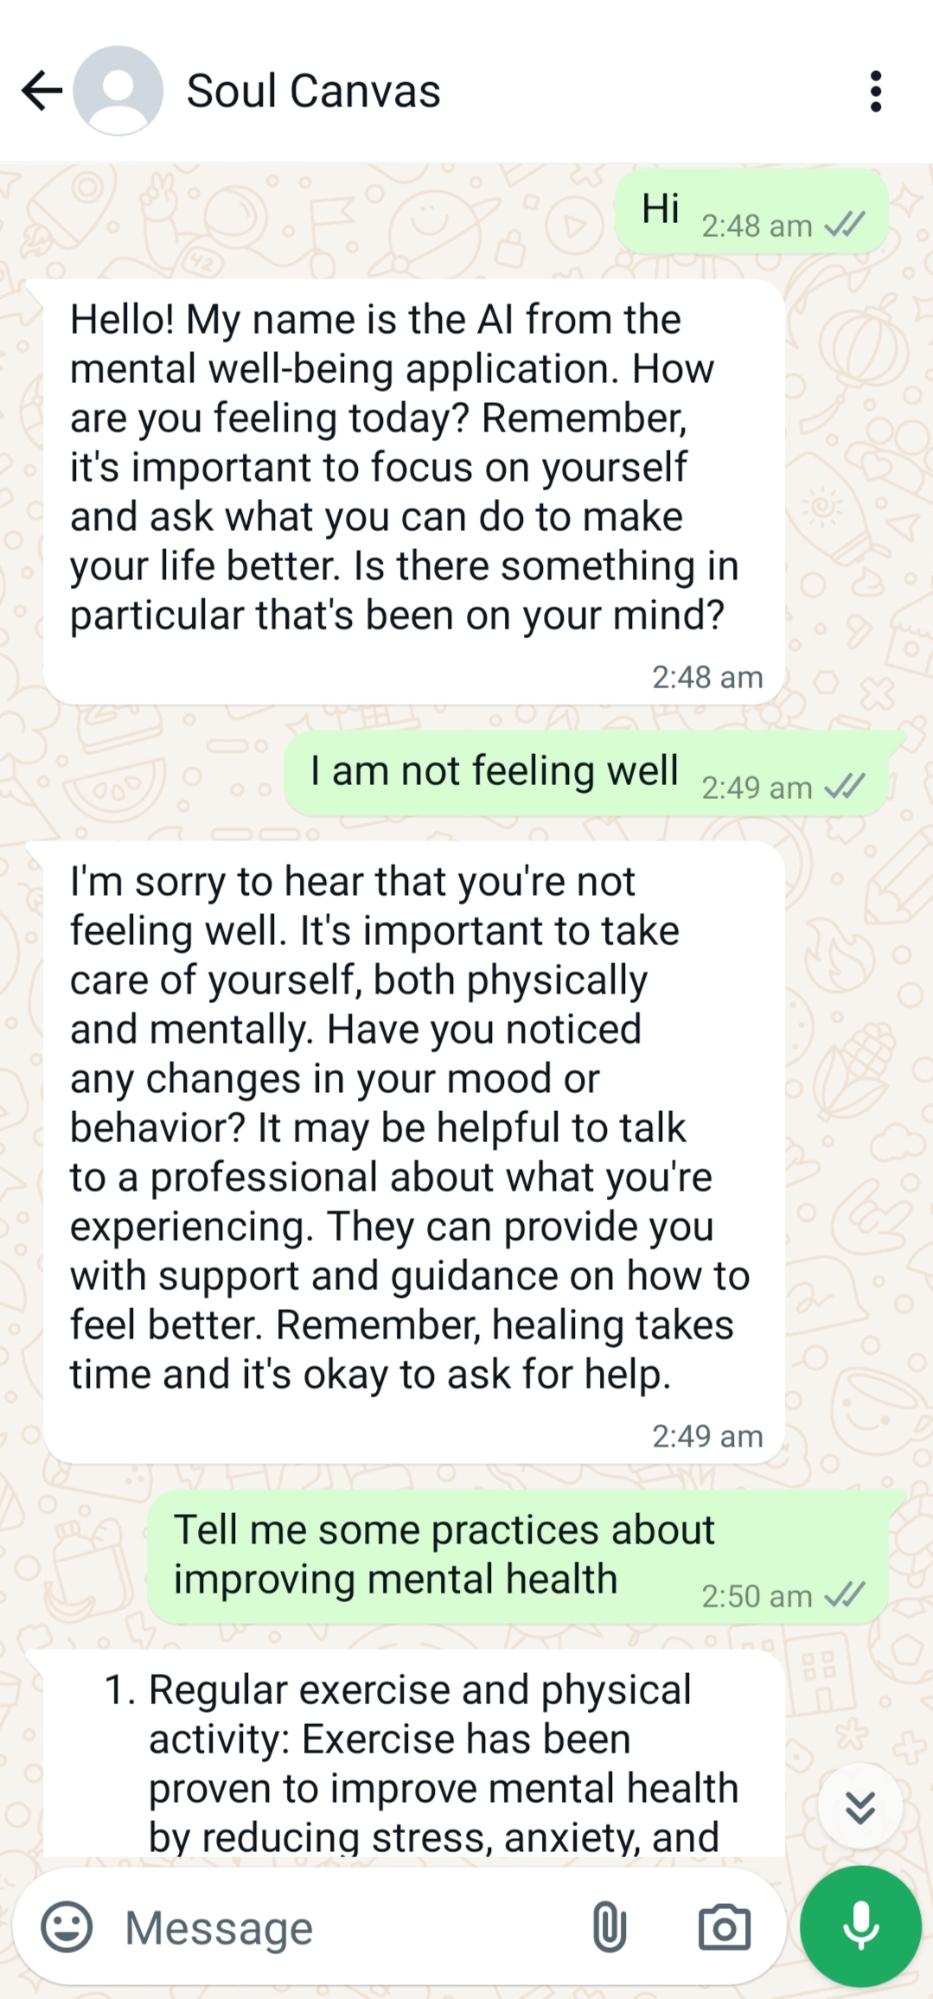 Soul Canvas
Hi 2:48 am
Hello! My name is the AI from the
mental well-being application. How
are you feeling today? Remember,
it's important to focus on yourself
and ask what you can do to make
your life better. Is there something in
particular that's been on your mind?
2:48 am
I am not feeling well 2:49 am
I'm sorry to hear that you're not
feeling well. It's important to take
care of yourself, both physically
and mentally. Have you noticed
any changes in your mood or
behavior? It may be helpful to talk
to a professional about what you're
experiencing. They can provide you
with support and guidance on how to
feel better. Remember, healing takes
time and it's okay to ask for help.
2:49 am
Tell me some practices about
improving mental health 2:50 am
1. Regular exercise and physical
activity: Exercise has been
proven to improve mental health
by reducing stress, anxiety, and
Message